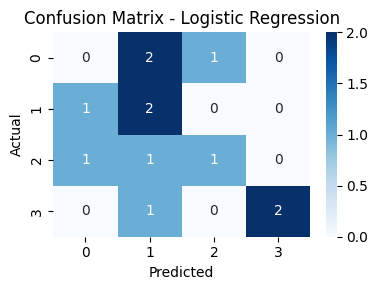 Confusion Matrix - Logistic Regression
Actual
0 0 2 1 0
1 1 2 0 0
2 1 1 1 0
3 0 1 0 2
0 1 2 3
Predicted
2.0
1.5
1.0
0.5
0.0